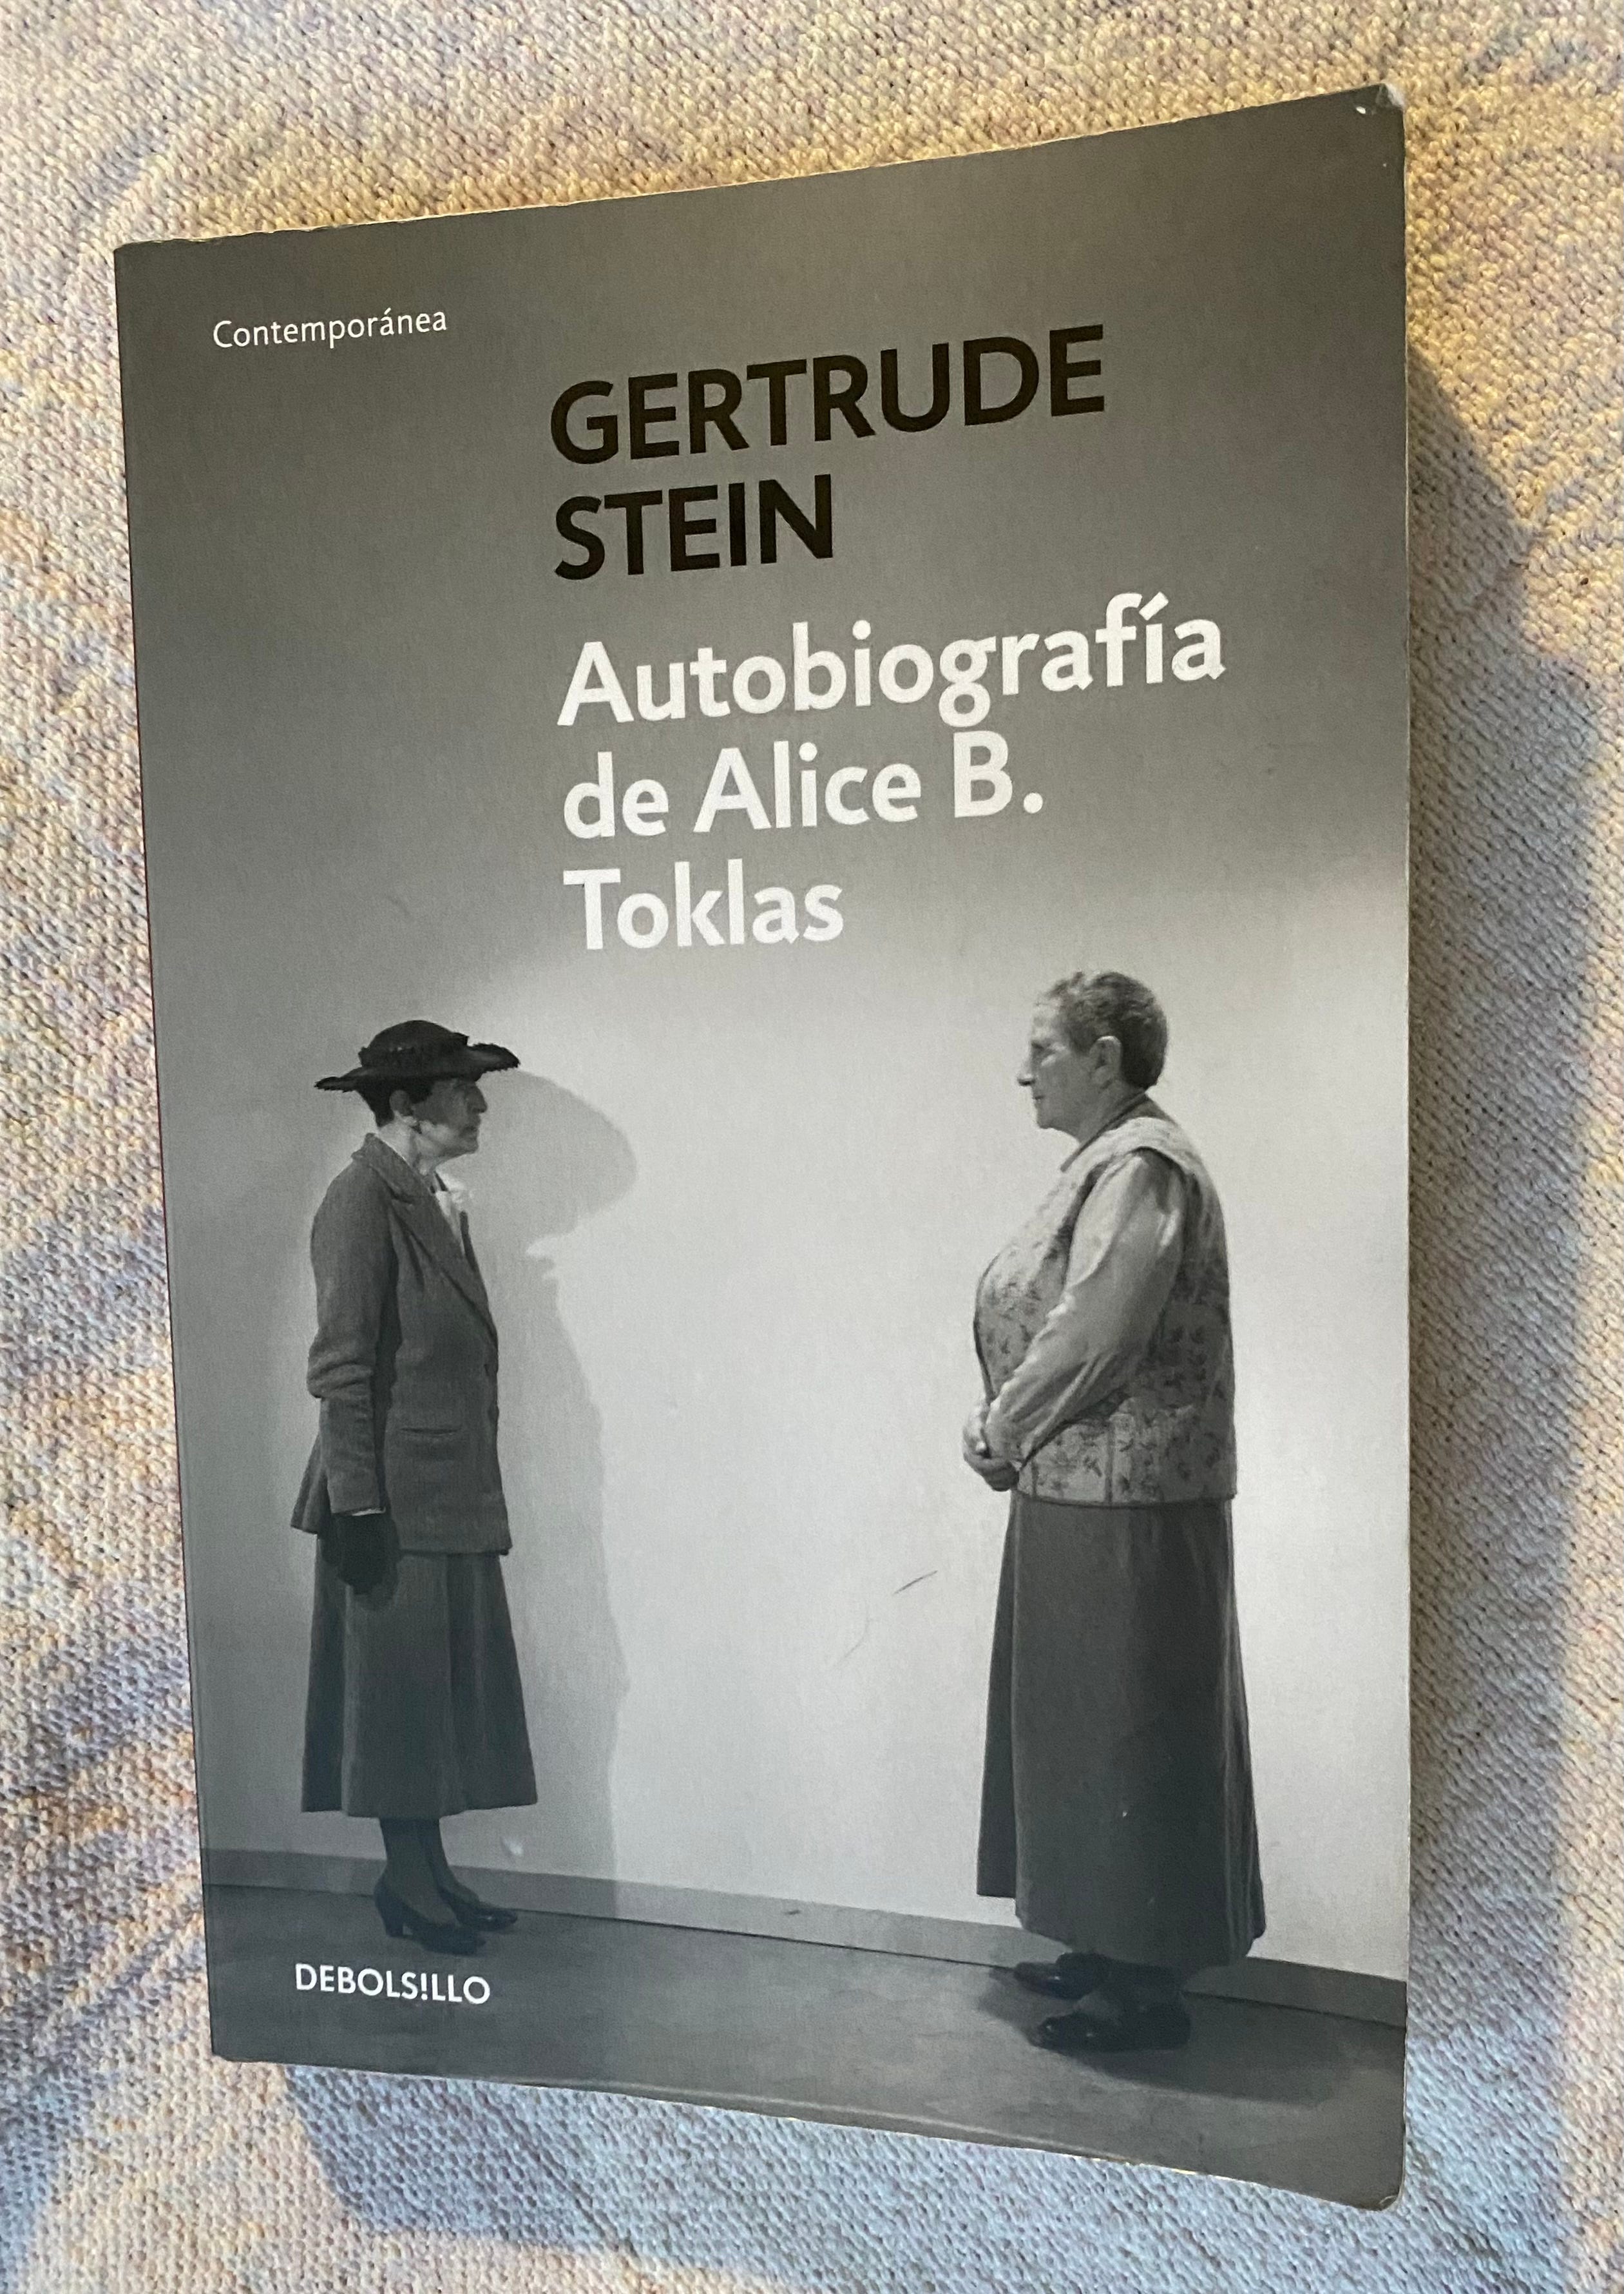 Contemporánea
GERTRUDE
STEIN
Autobiografía
de Alice B.
Toklas
DEBOLS!LLO